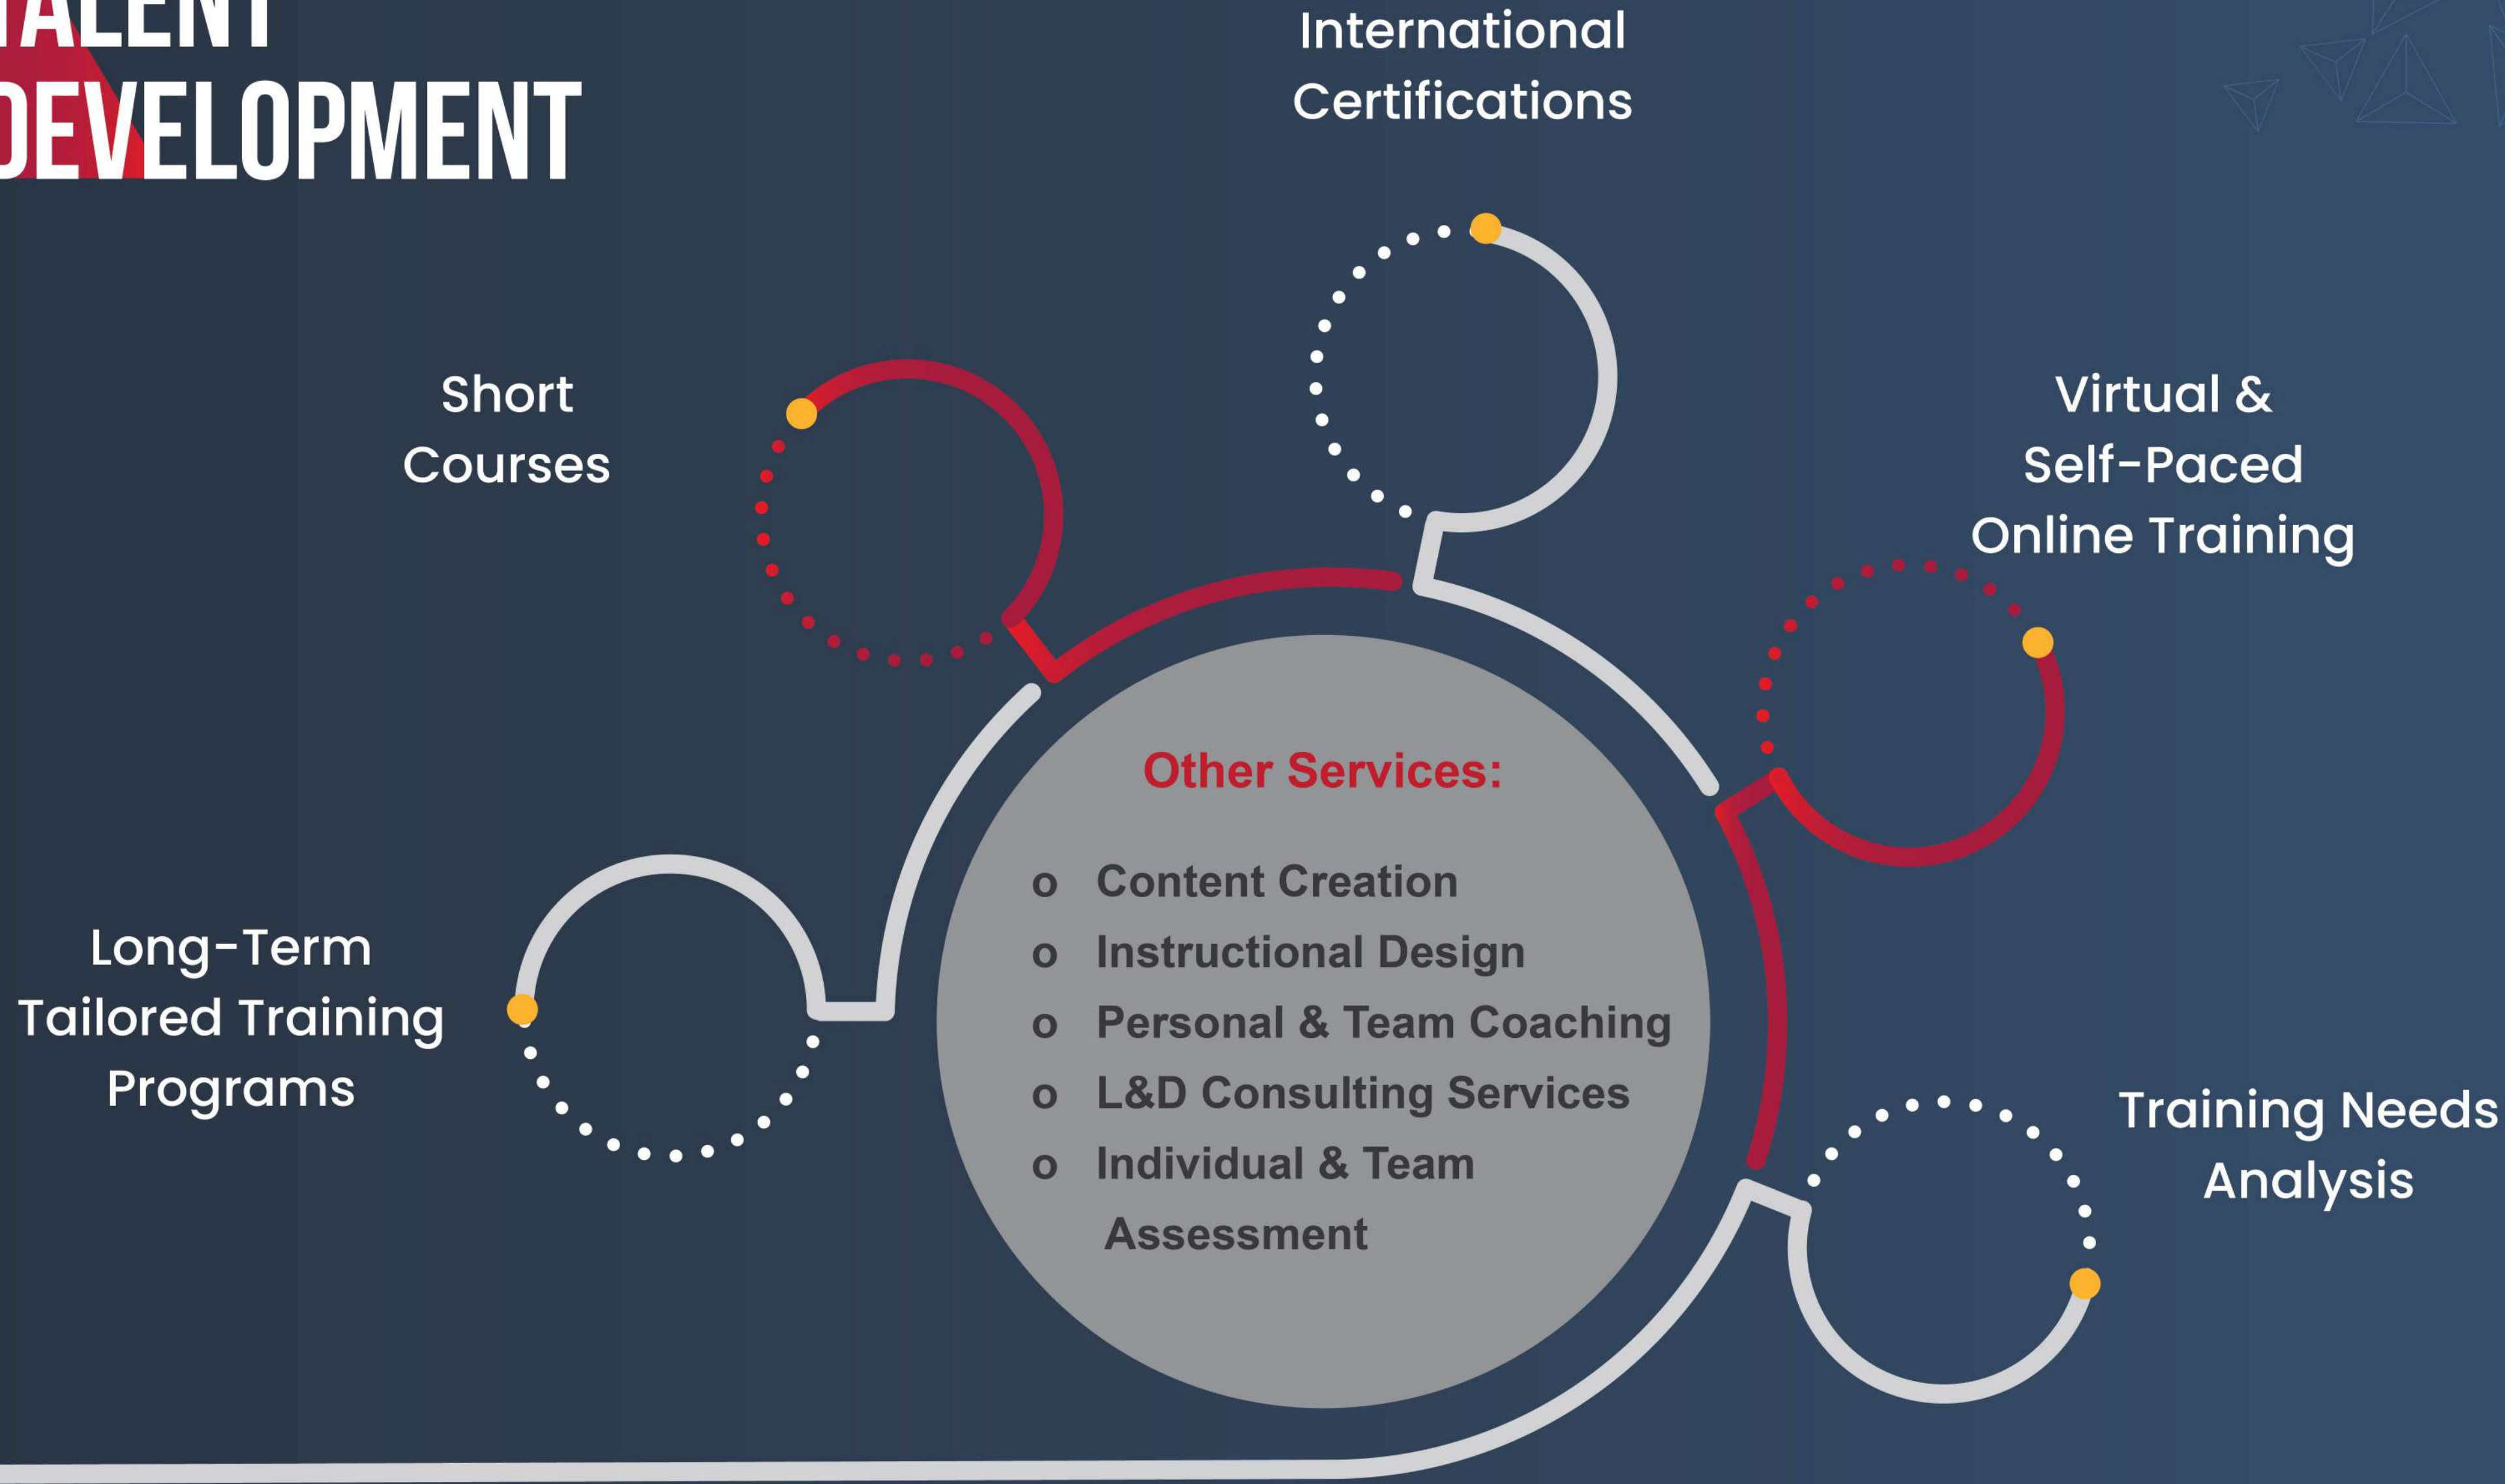 TALENT
DEVELOPMENT
International
Certifications
Short
Courses
Virtual &
Self-Paced
Online Training
Long-Term
Tailored Training
Programs
Other Services:
o Content Creation
o Instructional Design
o Personal & Team Coaching
o L&D Consulting Services
o Individual & Team
Assessment
Training Needs
Analysis